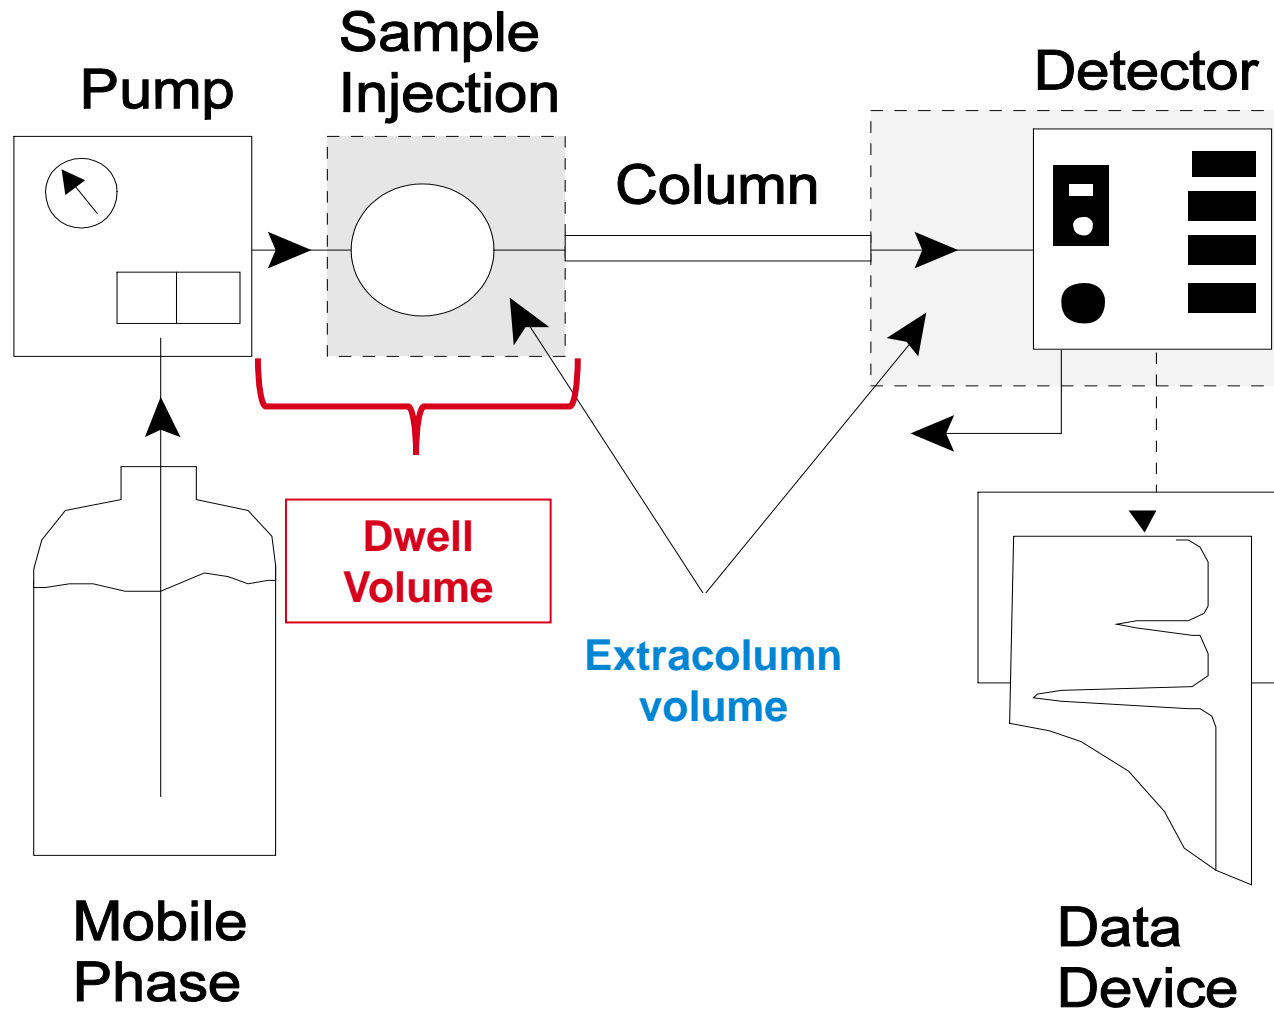 Pump
Sample
Injection
Column
Detector
Dwell
Volume
Extracolumn
volume
Mobile
Phase
Data
Device